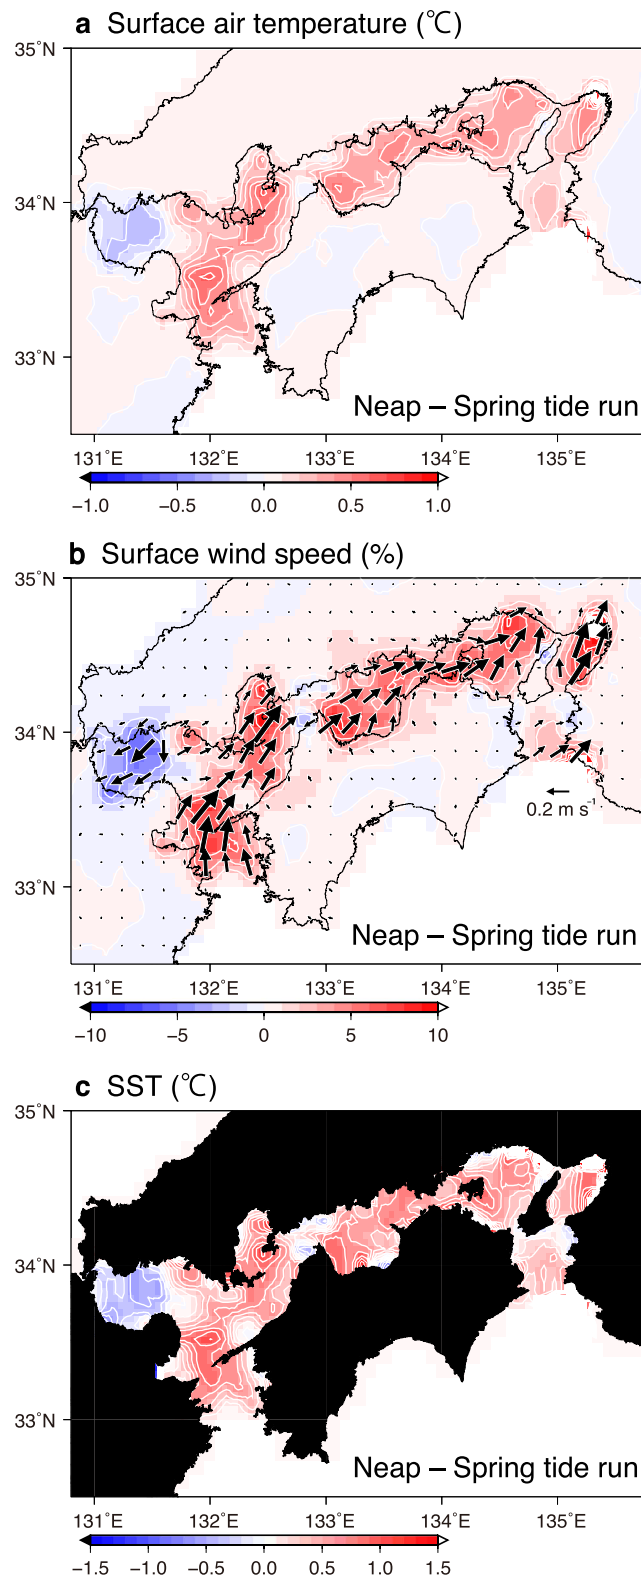 a Surface air temperature (℃)
35˚N
34˚N
33˚N
Neap – Spring tide run
131˚E 132˚E 133˚E 134˚E 135˚E
−1.0 −0.5 0.0 0.5 1.0
b Surface wind speed (%)
35˚N
34˚N
0.2 m s⁻¹
33˚N
Neap – Spring tide run
131˚E 132˚E 133˚E 134˚E 135˚E
−10 −5 0 5 10
c SST (℃)
35˚N
34˚N
33˚N
Neap – Spring tide run
131˚E 132˚E 133˚E 134˚E 135˚E
−1.5 −1.0 −0.5 0.0 0.5 1.0 1.5